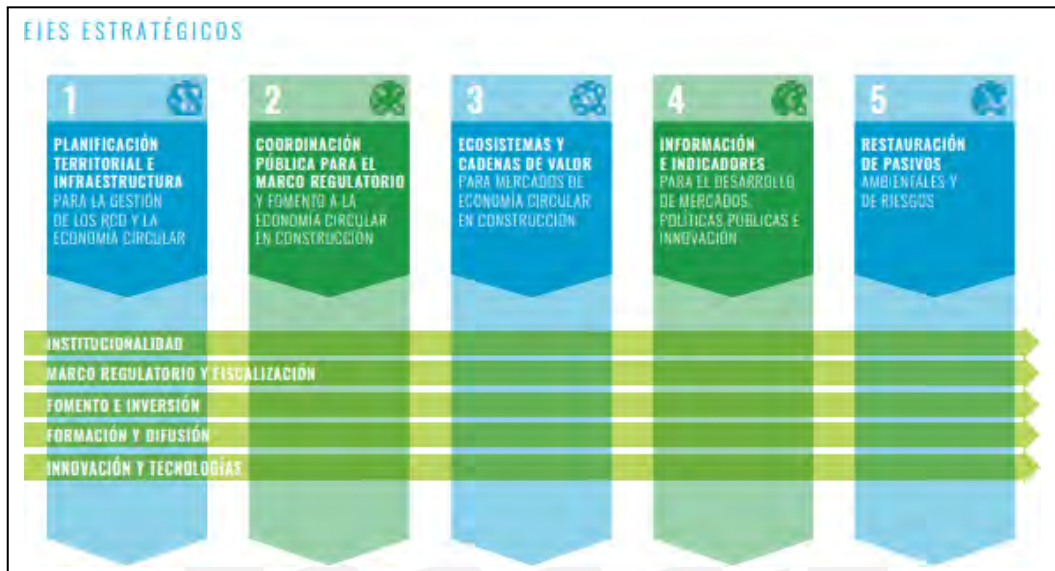 EJES ESTRATÉGICOS
1
PLANIFICACIÓN
TERRITORIAL E
INFRAESTRUCTURA
PARA LA GESTIÓN
DE LOS RCD Y LA
ECONOMÍA CIRCULAR
2
COORDINACIÓN
PÚBLICA PARA EL
MARCO REGULATORIO
Y FOMENTO A LA
ECONOMÍA CIRCULAR
EN CONSTRUCCIÓN
3
ECOSISTEMAS Y
CADENAS DE VALOR
PARA MERCADOS DE
ECONOMÍA CIRCULAR
EN CONSTRUCCIÓN
4
INFORMACIÓN
E INDICADORES
PARA EL DESARROLLO
DE MERCADOS,
POLÍTICAS PÚBLICAS E
INNOVACIÓN
5
RESTAURACIÓN
DE PASIVOS
AMBIENTALES Y
DE RIESGOS
INSTITUCIONALIDAD
MARCO REGULATORIO Y FISCALIZACIÓN
FOMENTO E INVERSIÓN
FORMACIÓN Y DIFUSIÓN
INNOVACIÓN Y TECNOLOGÍAS